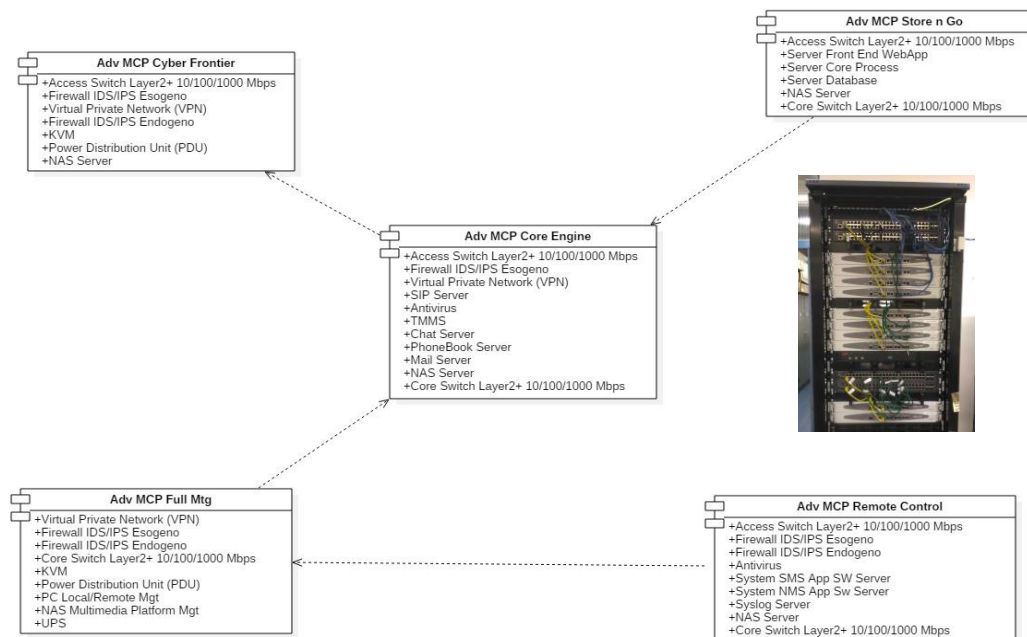 Adv MCP Store n Go
+Access Switch Layer2+ 10/100/1000 Mbps
+Server Front End WebApp
+Server Core Process
+Server Database
+NAS Server
+Core Switch Layer2+ 10/100/1000 Mbps
Adv MCP Cyber Frontier
+Access Switch Layer2+ 10/100/1000 Mbps
+Firewall IDS/IPS Esogeno
+Virtual Private Network (VPN)
+Firewall IDS/IPS Endogeno
+KVM
+Power Distribution Unit (PDU)
+NAS Server
Adv MCP Core Engine
+Access Switch Layer2+ 10/100/1000 Mbps
+Firewall IDS/IPS Esogeno
+Virtual Private Network (VPN)
+SIP Server
+Antivirus
+TMMS
+Chat Server
+PhoneBook Server
+Mail Server
+NAS Server
+Core Switch Layer2+ 10/100/1000 Mbps
Adv MCP Full Mtg
+Virtual Private Network (VPN)
+Firewall IDS/IPS Esogeno
+Firewall IDS/IPS Endogeno
+Core Switch Layer2+ 10/100/1000 Mbps
+KVM
+Power Distribution Unit (PDU)
+PC Local/Remote Mgt
+NAS Multimedia Platform Mgt
+UPS
Adv MCP Remote Control
+Access Switch Layer2+ 10/100/1000 Mbps
+Firewall IDS/IPS Esogeno
+Firewall IDS/IPS Endogeno
+Antivirus
+System SMS App SW Server
+System NMS App Sw Server
+Syslog Server
+NAS Server
+Core Switch Layer2+ 10/100/1000 Mbps